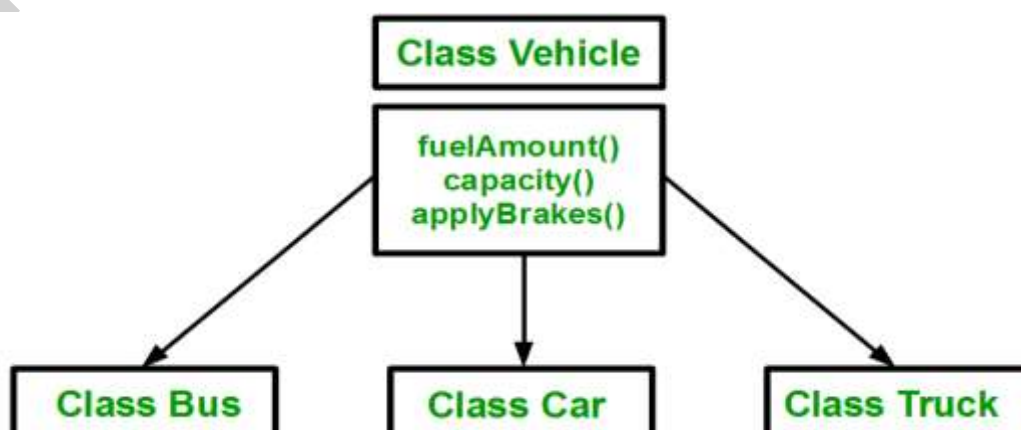 Class Vehicle
fuelAmount()
capacity()
applyBrakes()
Class Bus
Class Car
Class Truck